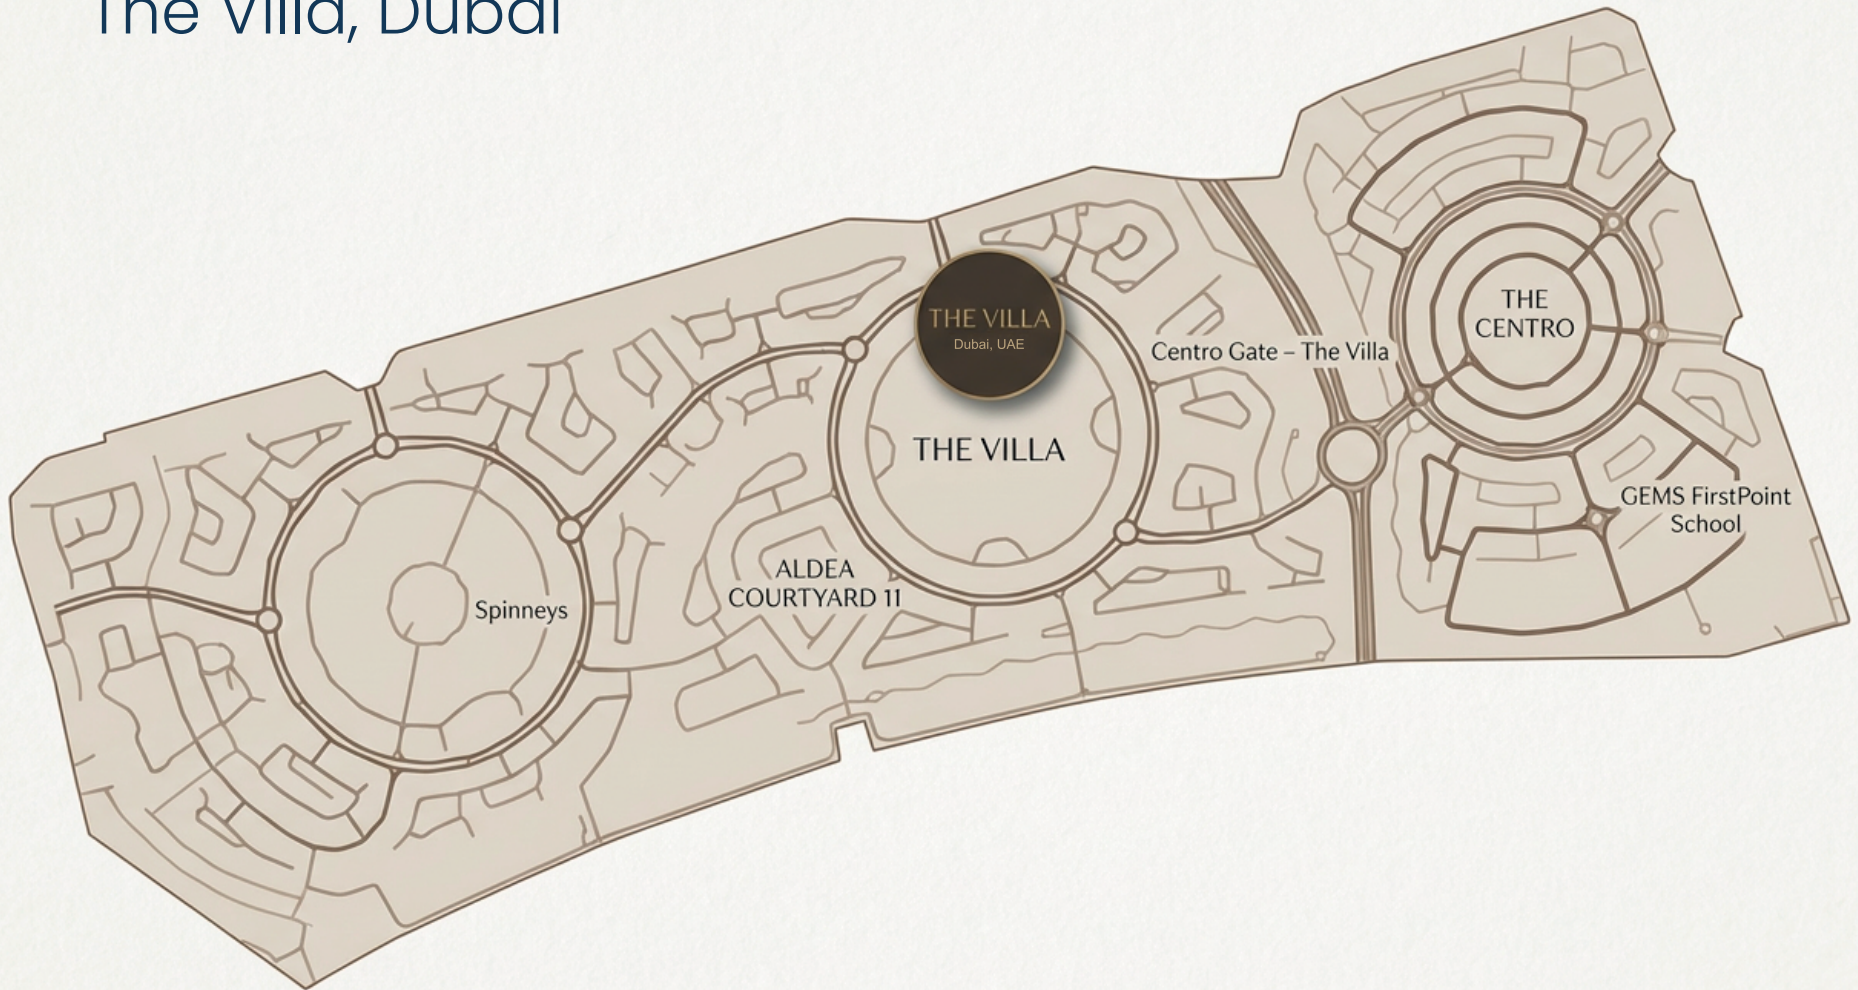 The Villa, Dubai
THE
CENTRO
THE VILLA
Dubai, UAE
Centro Gate – The Villa
THE VILLA
GEMS FirstPoint
School
ALDEA
COURTYARD 11
Spinneys